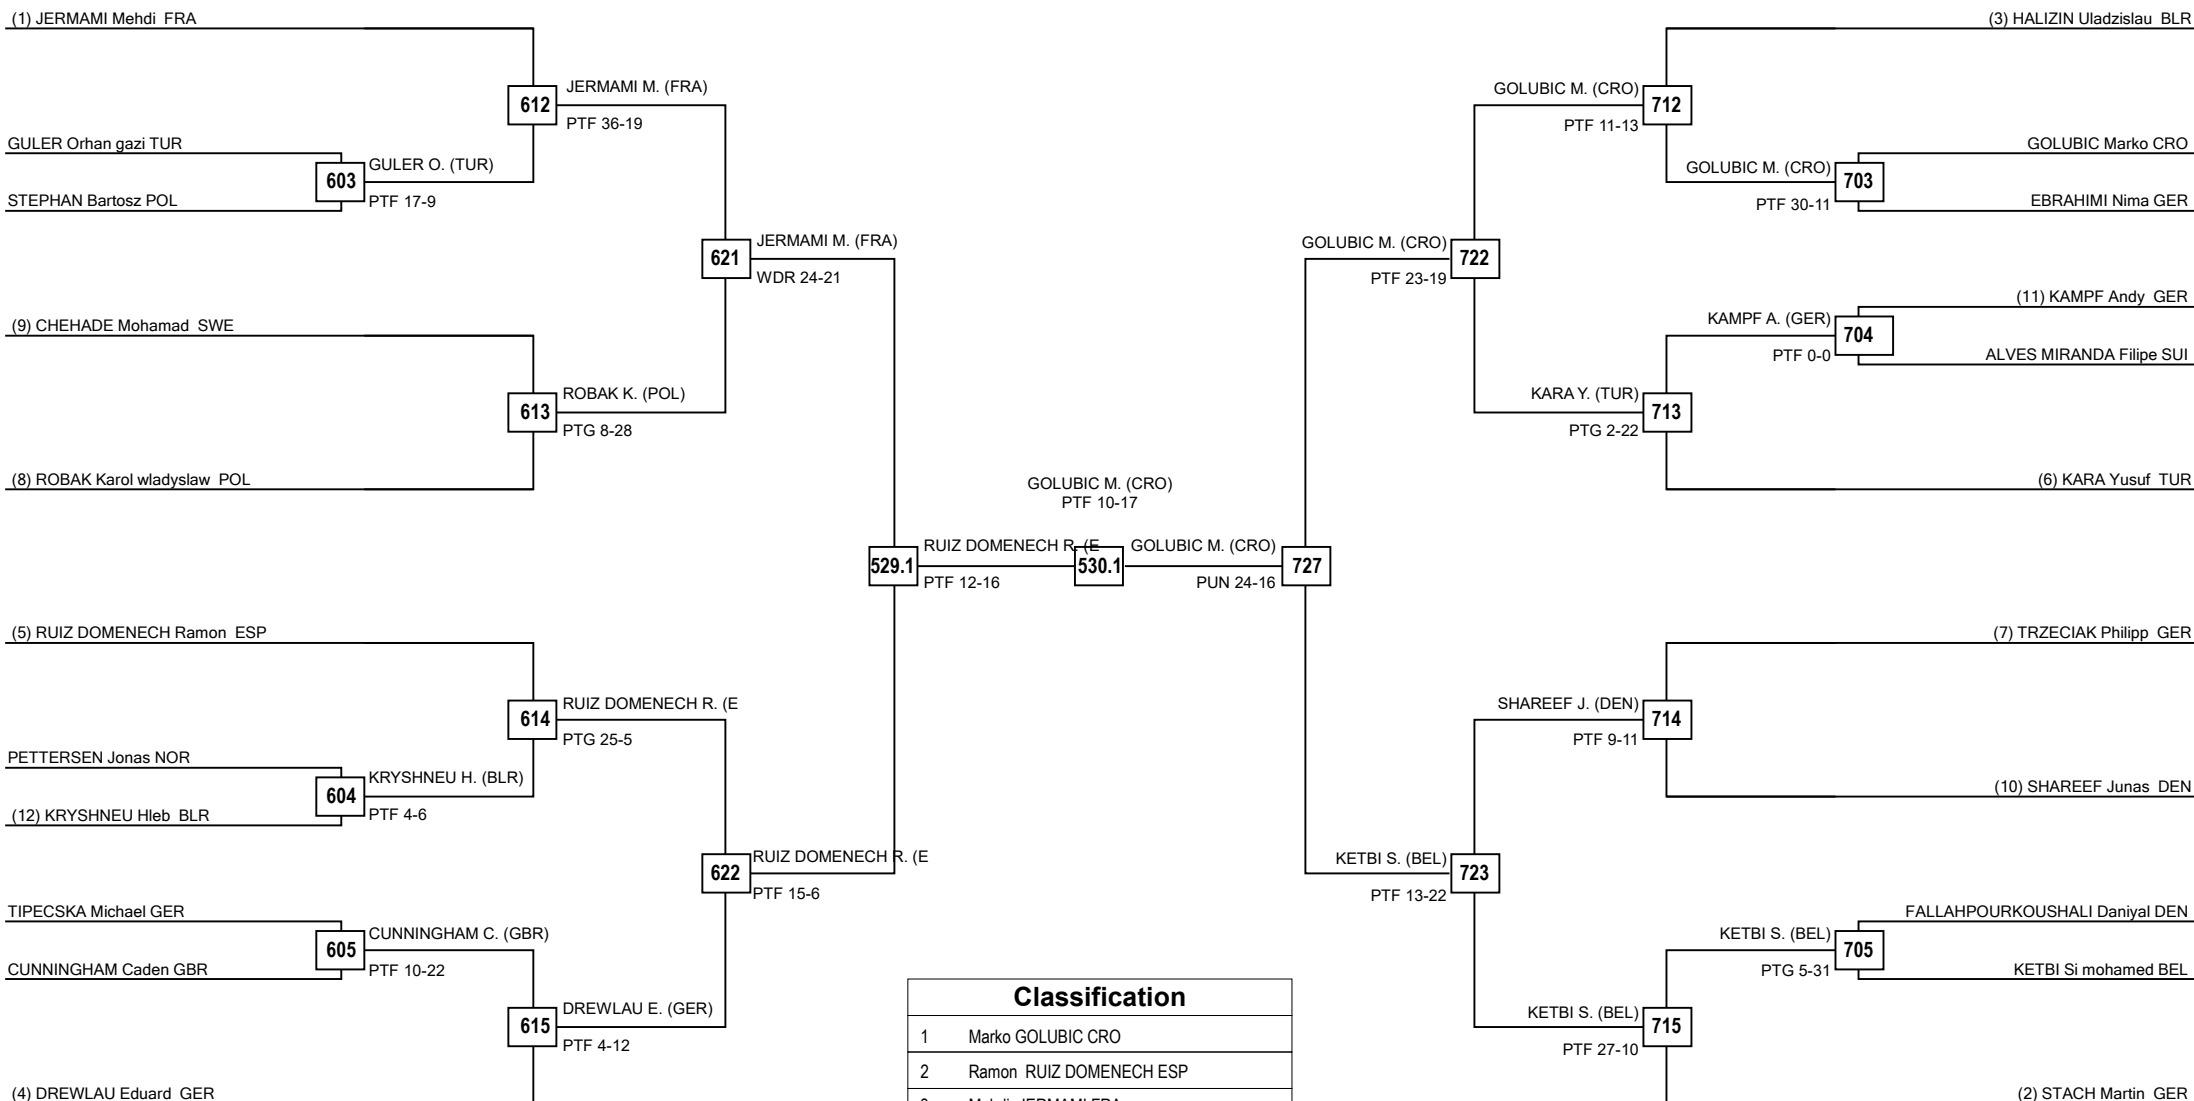 (1) JERMAMI Mehdi  FRA
(3) HALIZIN Uladzislau  BLR
JERMAMI M. (FRA)
612
PTF 36-19
GOLUBIC M. (CRO)
712
PTF 11-13
GULER Orhan gazi TUR
603
GULER O. (TUR)
PTF 17-9
STEPHAN Bartosz POL
GOLUBIC Marko CRO
GOLUBIC M. (CRO)
703
PTF 30-11
EBRAHIMI Nima GER
JERMAMI M. (FRA)
621
WDR 24-21
GOLUBIC M. (CRO)
722
PTF 23-19
(9) CHEHADE Mohamad  SWE
(11) KAMPF Andy  GER
KAMPF A. (GER)
704
PTF 0-0
ALVES MIRANDA Filipe SUI
ROBAK K. (POL)
613
PTG 8-28
KARA Y. (TUR)
713
PTG 2-22
(8) ROBAK Karol wladyslaw  POL
(6) KARA Yusuf  TUR
GOLUBIC M. (CRO)
PTF 10-17
529.1
RUIZ DOMENECH R. (E
PTF 12-16
530.1
GOLUBIC M. (CRO)
727
PUN 24-16
(5) RUIZ DOMENECH Ramon  ESP
(7) TRZECIAK Philipp  GER
RUIZ DOMENECH R. (E
614
PTG 25-5
SHAREEF J. (DEN)
714
PTF 9-11
PETTERSEN Jonas NOR
604
KRYSHNEU H. (BLR)
PTF 4-6
(12) KRYSHNEU Hleb  BLR
(10) SHAREEF Junas  DEN
RUIZ DOMENECH R. (E
622
PTF 15-6
KETBI S. (BEL)
723
PTF 13-22
TIPECSKA Michael GER
605
CUNNINGHAM C. (GBR)
PTF 10-22
CUNNINGHAM Caden GBR
FALLAHPOURKOUSHALI Daniyal DEN
KETBI S. (BEL)
705
PTG 5-31
KETBI Si mohamed BEL
DREWLAU E. (GER)
615
PTF 4-12
KETBI S. (BEL)
715
PTF 27-10
(4) DREWLAU Eduard  GER
(2) STACH Martin  GER
Classification
1 Marko GOLUBIC CRO
2 Ramon  RUIZ DOMENECH ESP
3 Mehdi JERMAMI FRA